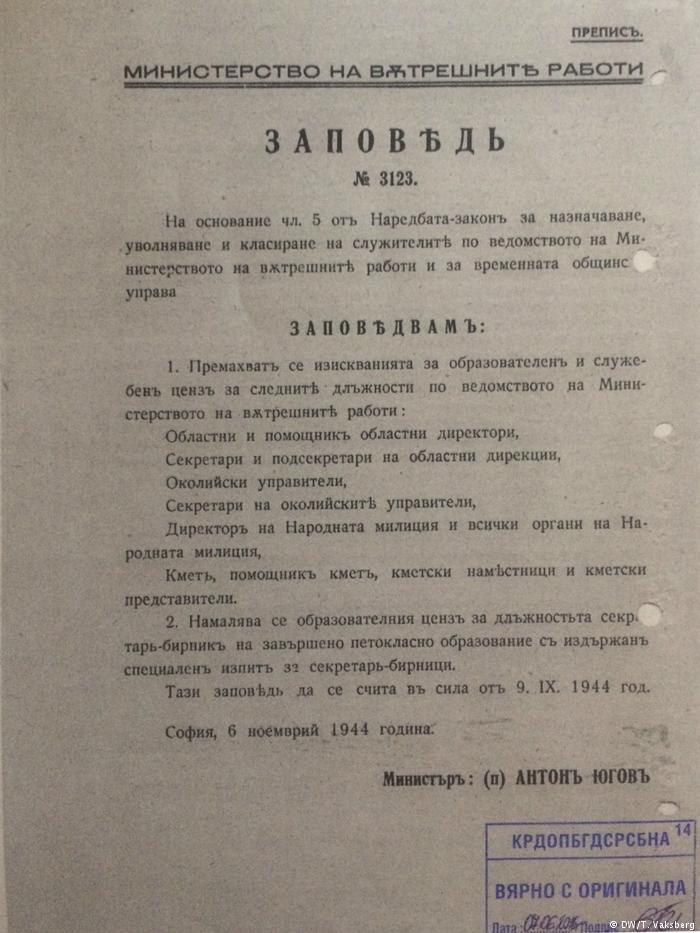 ПРЕПИСЪ.
МИНИСТЕРСТВО НА ВѪТРЕШНИТѢ РАБОТИ
ЗАПОВѢДЬ
№ 3123.
На основание чл. 5 отъ Наредбата-законъ за назначаване,
уволняване и класиране на служителитѣ по ведомството на Ми-
нистерството на вѫтрешнитѣ работи и за временната общинс
управа
ЗАПОВѢДВАМЪ:
1. Премахватъ се изискванията за образователенъ и служе-
бенъ цензъ за следнитѣ длъжности по ведомството на Мини-
стерството на вѫтрешнитѣ работи:
Областни и помощникъ областни директори,
Секретари и подсекретари на областни дирекции,
Околийски управители,
Секретари на околийскитѣ управители,
Директоръ на Народната милиция и всички органи на На-
родната милиция,
Кметъ, помощникъ кметъ, кметски намѣстници и кметски
представители.
2. Намалява се образователния цензъ за длъжностьта секр
тарь-бирникъ на завършено петокласно образование съ издържанъ
специаленъ изпитъ за секретарь-бирници.
Тази заповѣдь да се счита въ сила отъ 9. IX. 1944 год.
София, 6 ноемврий 1944 година.
Министъръ: (п) АНТОНЪ ЮГОВЪ
КРДОПБГДСРСБНА 14
ВЯРНО С ОРИГИНАЛА
Дата: Подпис
© DW/T. Vaksberg